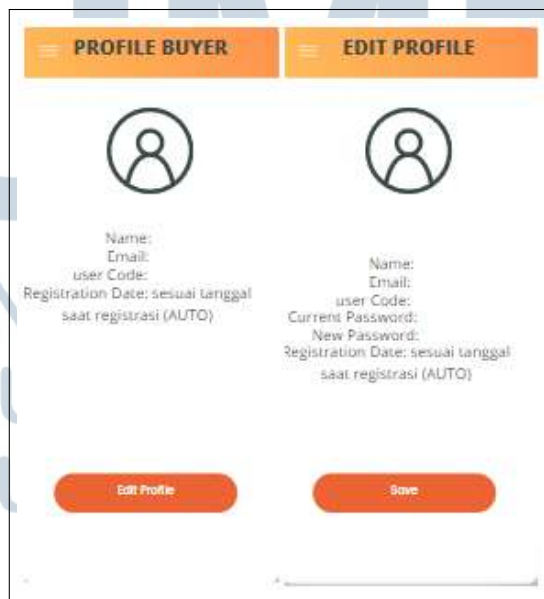 PROFILE BUYER
Name:
Email:
user Code:
Registration Date: sesuai tanggal
saat registrasi (AUTO)
Edit Profile
EDIT PROFILE
Name:
Email:
user Code:
Current Password:
New Password:
Registration Date: sesuai tanggal
saat registrasi (AUTO)
Save